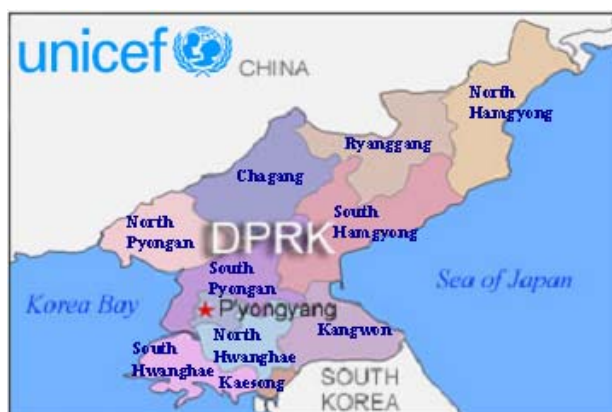 unicef
CHINA
North
Hamgyong
Ryanggang
Chagang
North
Pyongan
South
Hamgyong
DPRK
South
Pyongan
Sea of Japan
Korea Bay
P'yongyang
Kangwon
North
Hwanghae
South
Hwanghae
Kaesong
SOUTH
KOREA